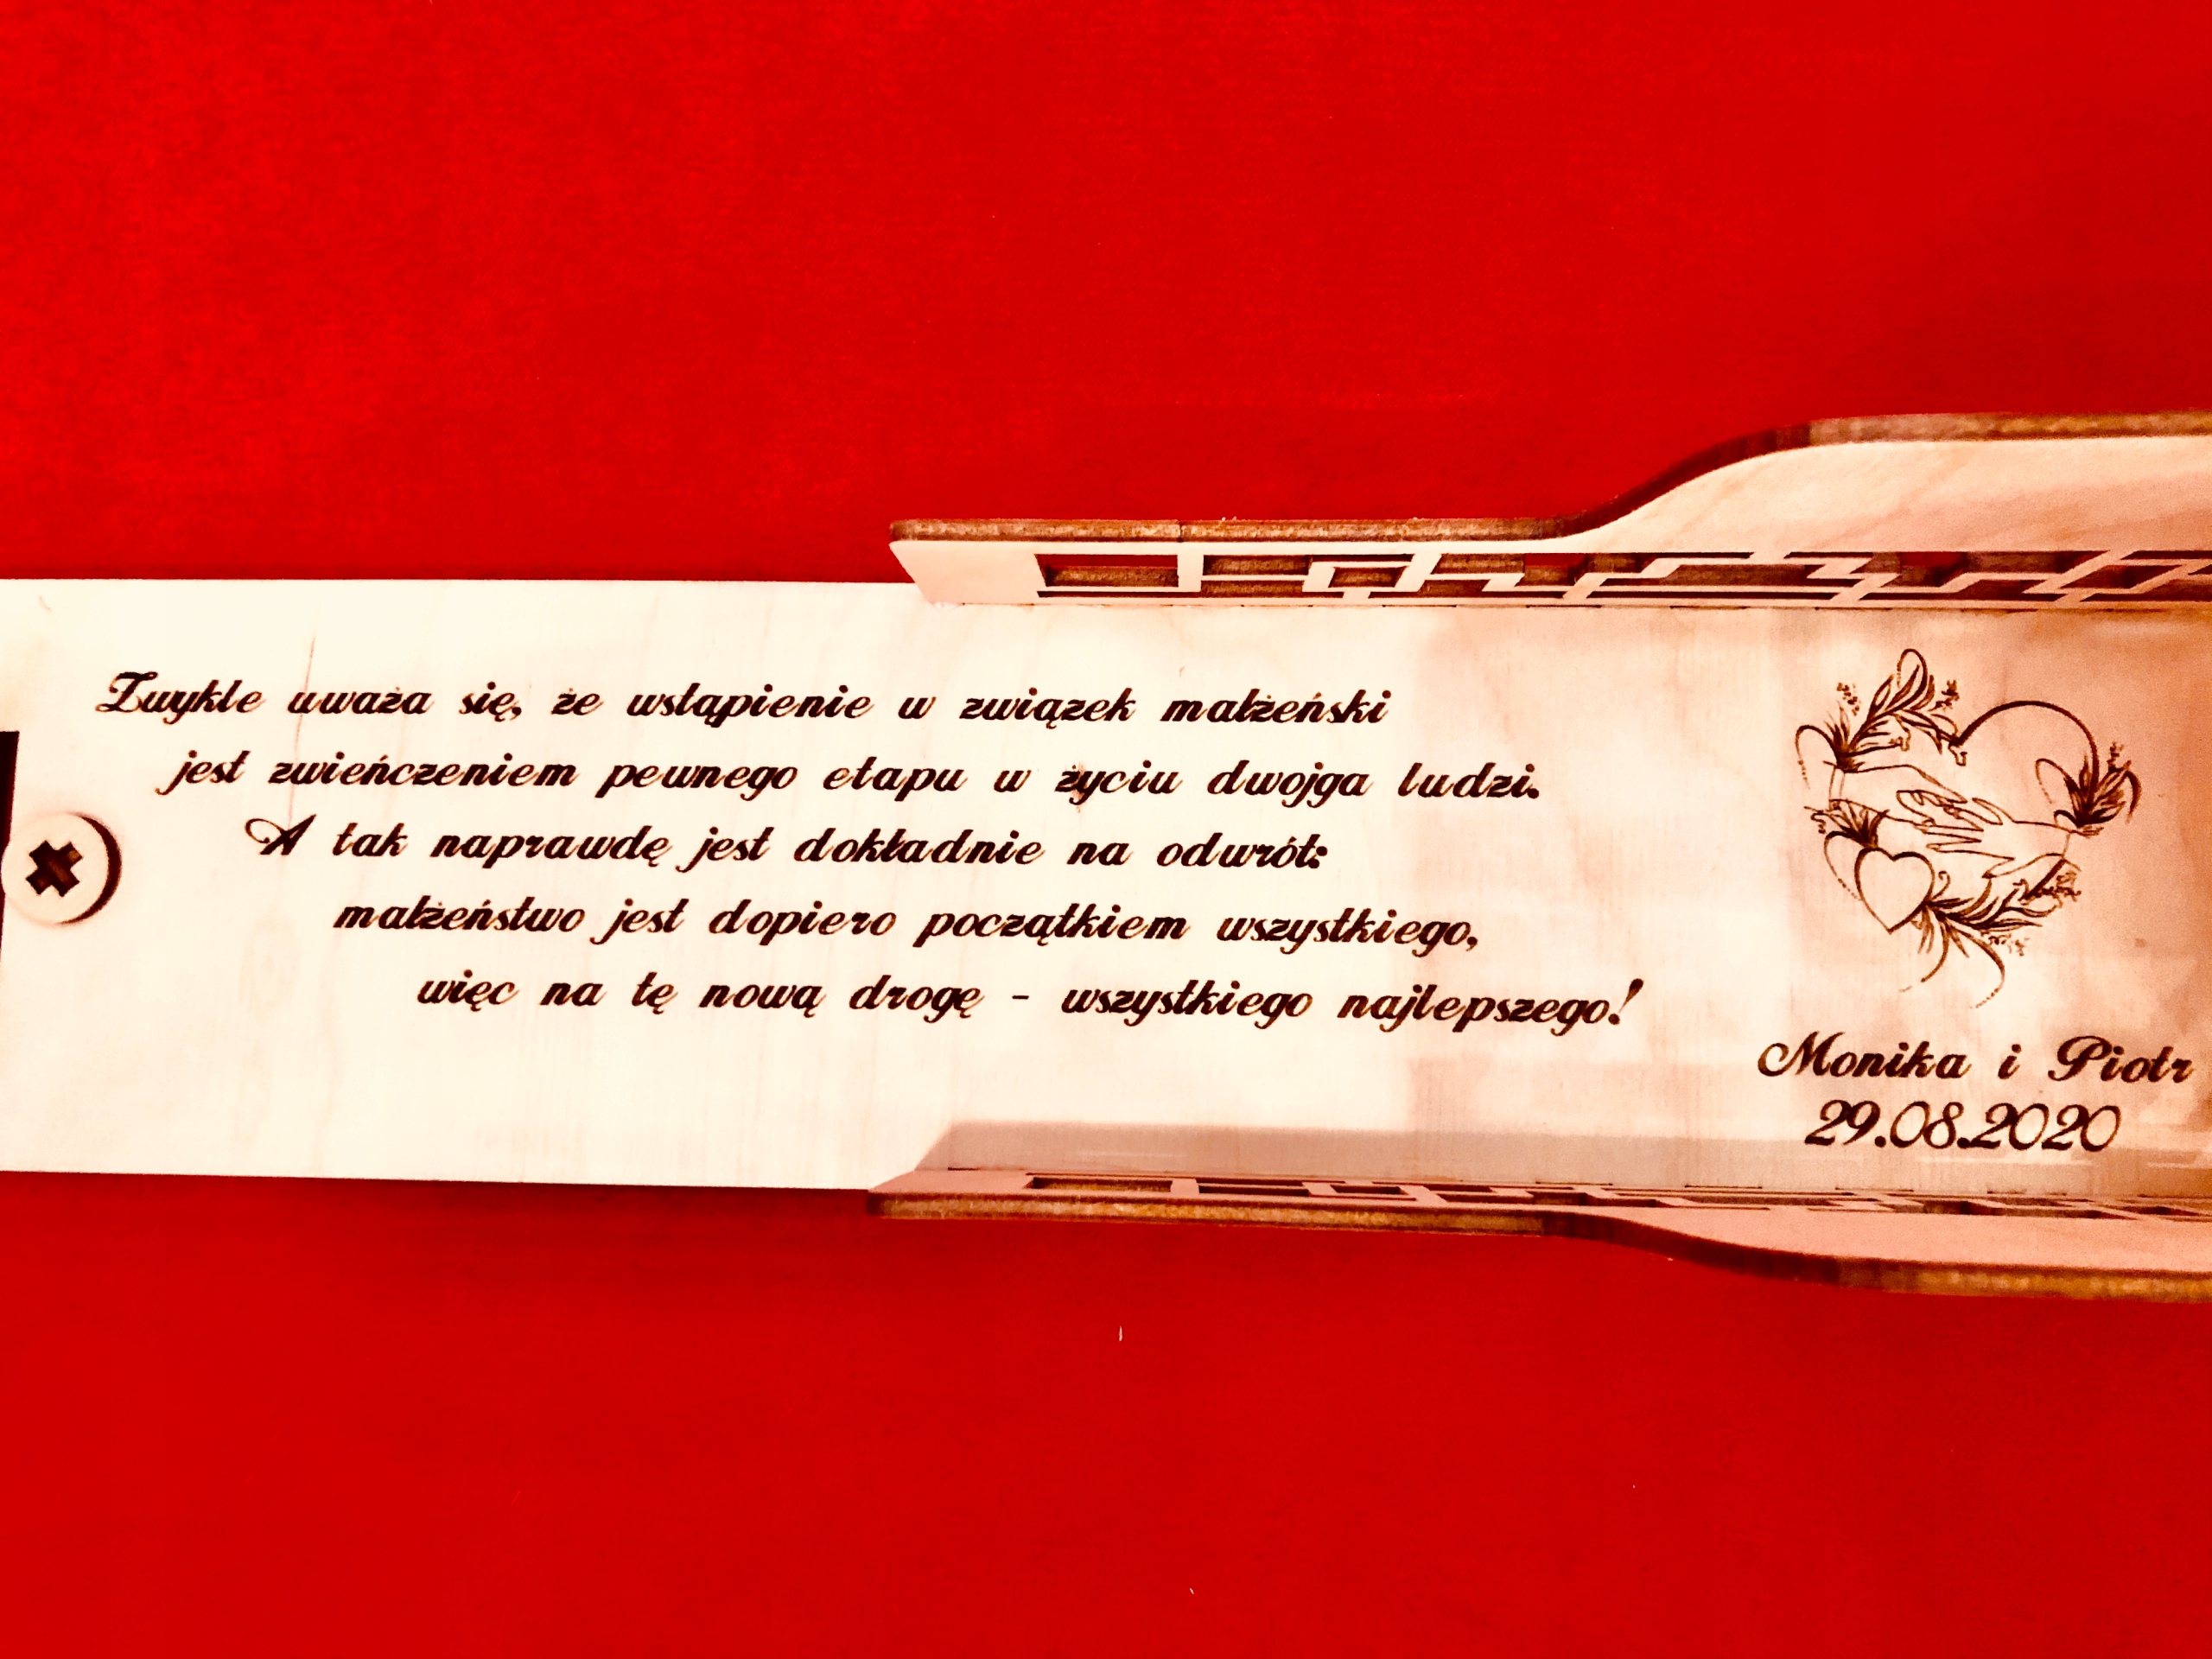 Zwykle uważa się, że wstąpienie w związek małżeński
jest zwieńczeniem pewnego etapu w życiu dwojga ludzi.
A tak naprawdę jest dokładnie na odwrót:
małżeństwo jest dopiero początkiem wszystkiego,
więc na tę nową drogę - wszystkiego najlepszego!
Monika i Piotr
29.08.2020